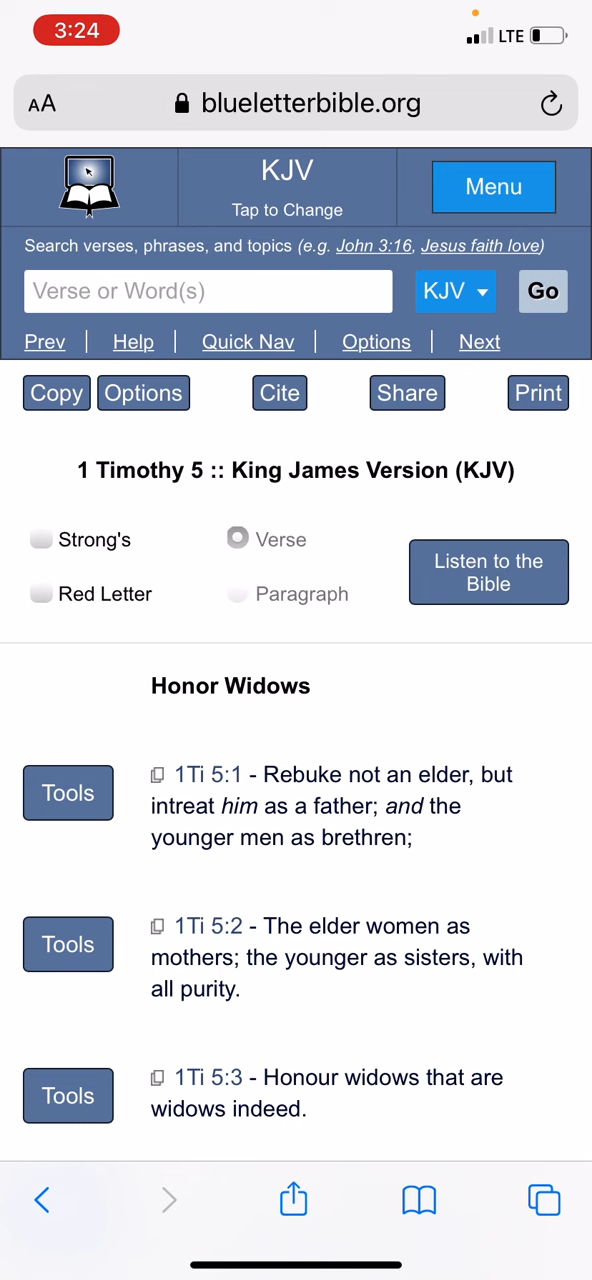 3:24
LTE
AA
blueletterbible.org
KJV
Tap to Change
Menu
Search verses, phrases, and topics (e.g. John 3:16, Jesus faith love)
Verse or Word(s)
KJV
Go
Prev
Help
Quick Nav
Options
Next
Copy
Options
Cite
Share
Print
1 Timothy 5 :: King James Version (KJV)
Strong's
Verse
Listen to the
Bible
Red Letter
Paragraph
Honor Widows
Tools
1Ti 5:1 - Rebuke not an elder, but
intreat him as a father; and the
younger men as brethren;
Tools
1Ti 5:2 - The elder women as
mothers; the younger as sisters, with
all purity.
Tools
1Ti 5:3 - Honour widows that are
widows indeed.